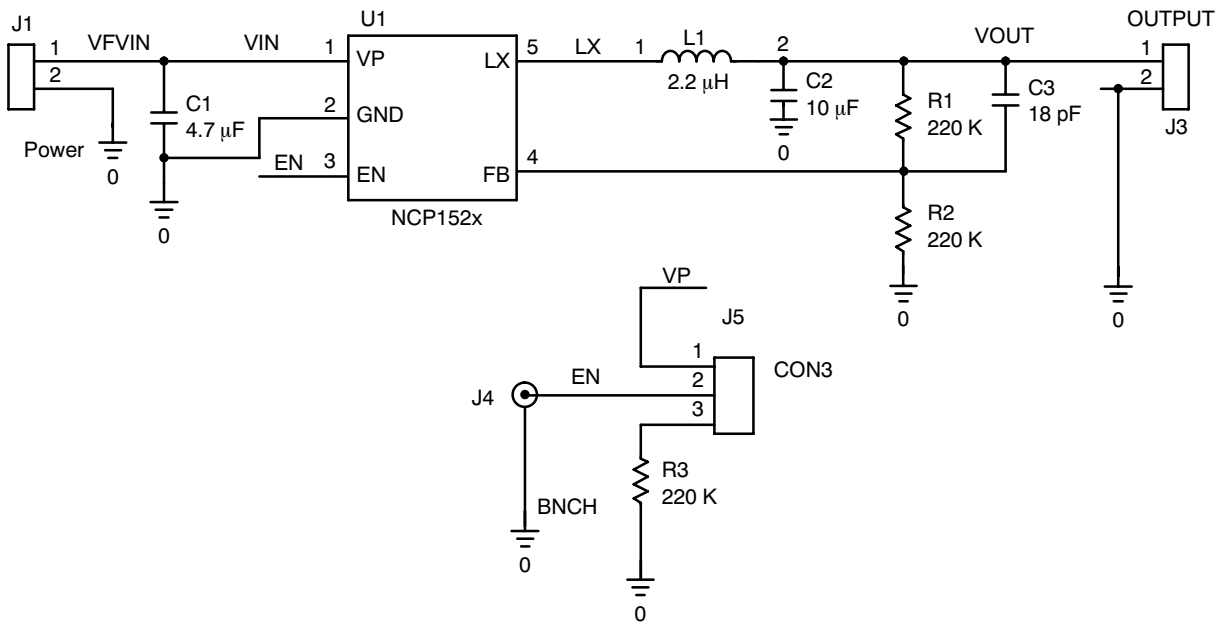 J1
U1
OUTPUT
1 VFVIN VIN 1 VP LX 5 LX 1 L1 2 VOUT 1
2
2.2 μH
2
C1
4.7 μF
2 GND
C2
10 μF
R1
220 K
C3
18 pF
J3
Power
0
0
EN 3 EN FB 4
0
NCP152x
R2
220 K
0
0
VP
J5
1
CON3
J4 EN 2
3
R3
220 K
BNCH
0
0